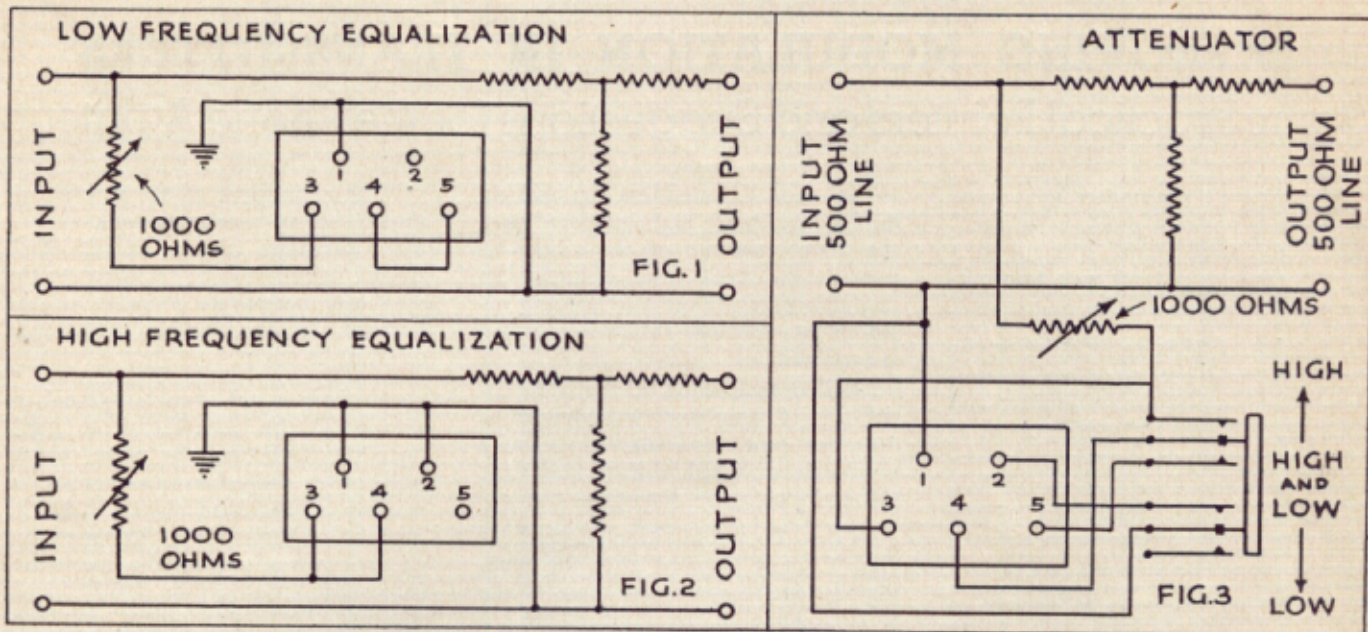 LOW FREQUENCY EQUALIZATION
INPUT
1000
OHMS
1
2
3
4
5
OUTPUT
FIG.1
HIGH FREQUENCY EQUALIZATION
INPUT
1000
OHMS
1
2
3
4
5
OUTPUT
FIG.2
ATTENUATOR
INPUT
500 OHM
LINE
OUTPUT
500 OHM
LINE
1000 OHMS
HIGH
HIGH
AND
LOW
LOW
1
2
3
4
5
FIG.3